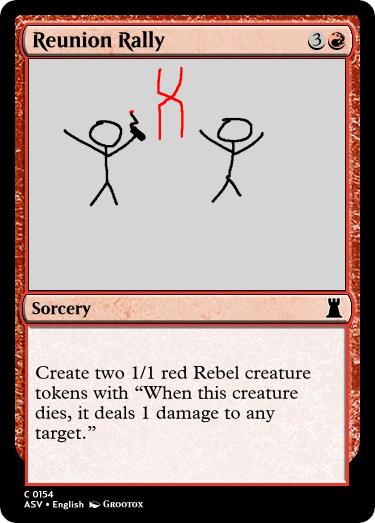 Reunion Rally 3
Sorcery
Create two 1/1 red Rebel creature
tokens with “When this creature
dies, it deals 1 damage to any
target.”
C 0154
ASV • English Grootox